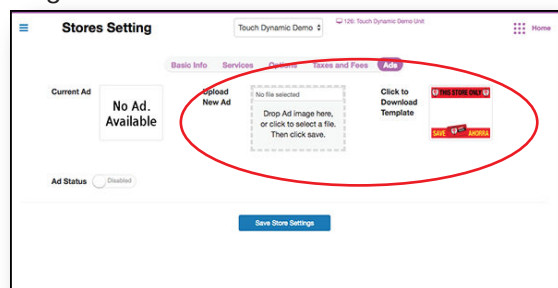 Stores Setting
Touch Dynamic Demo
126: Touch Dynamic Demo Unit
Home
Basic Info Services Options Taxes and Fees Ads
Current Ad
No Ad.
Available
Upload
New Ad
No file selected
Drop Ad image here,
or click to select a file.
Then click save.
Click to
Download
Template
THIS STORE ONLY
SAVE AHORRA
Ad Status Disabled
Save Store Settings